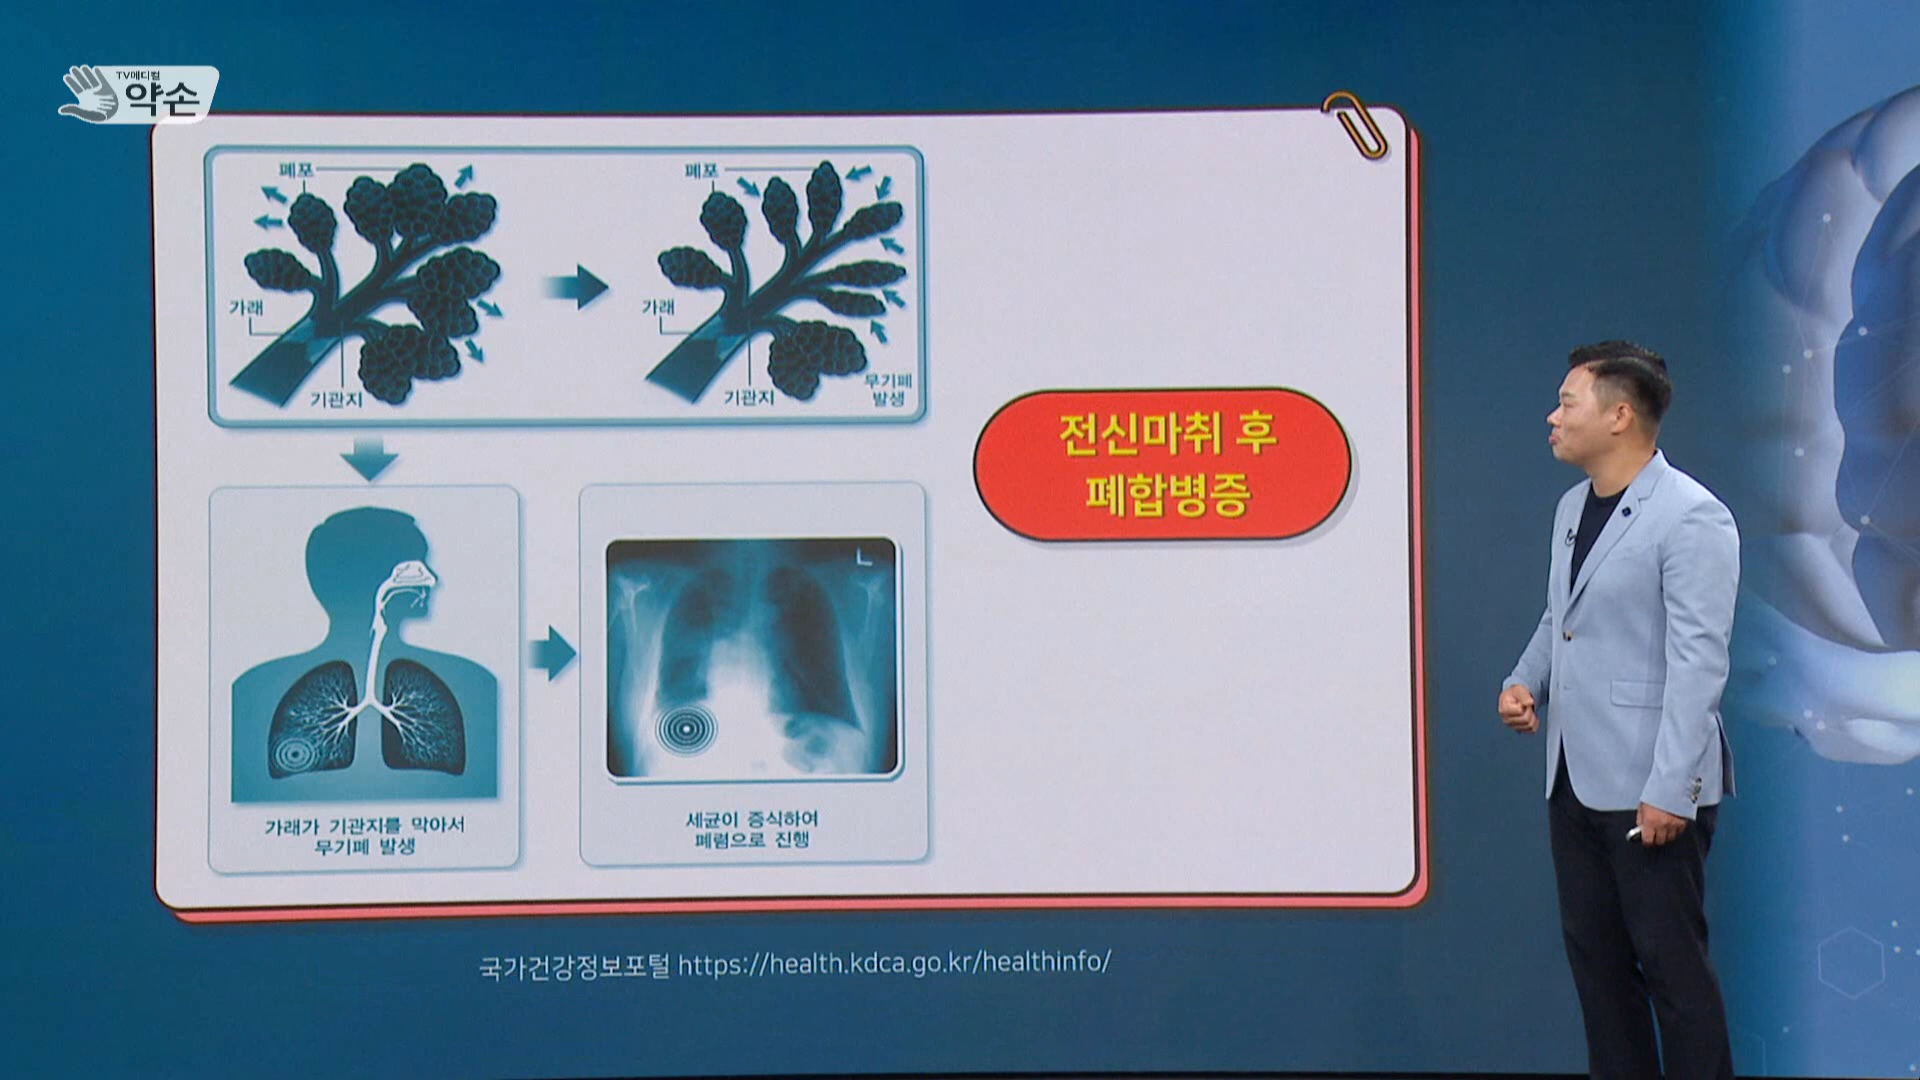 TV메디컬
약손
폐포
폐포
가래
가래
기관지
기관지
무기폐
발생
전신마취 후
폐합병증
L
가래가 기관지를 막아서
무기폐 발생
세균이 증식하여
폐렴으로 진행
국가건강정보포털 https://health.kdca.go.kr/healthinfo/